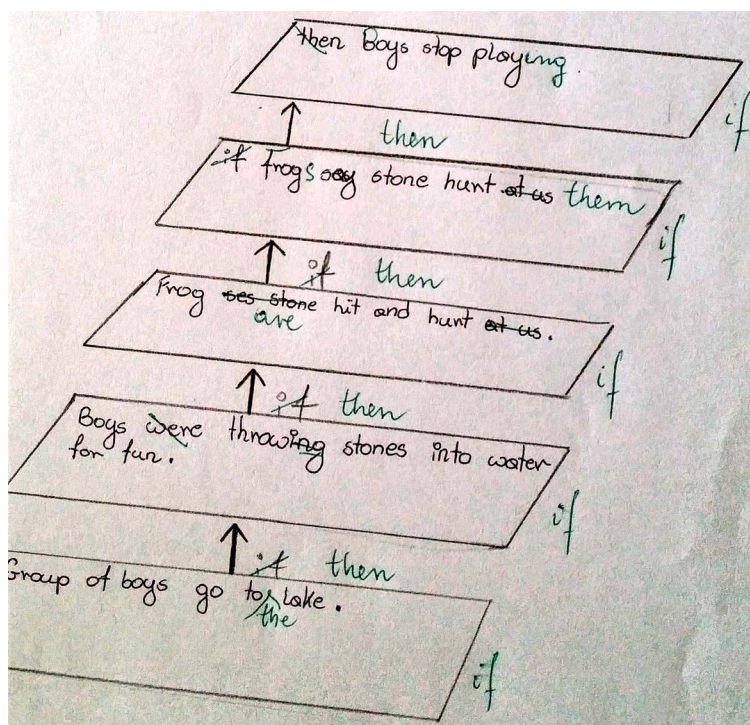 then Boys stop playing.
if
then
if Frogs say stone hunt at us them
if
if then
Frog ses stone hit and hunt at us.
are
if
if then
Boys were throwing stones into water
for fun.
if
if then
Group of boys go to lake.
the
if